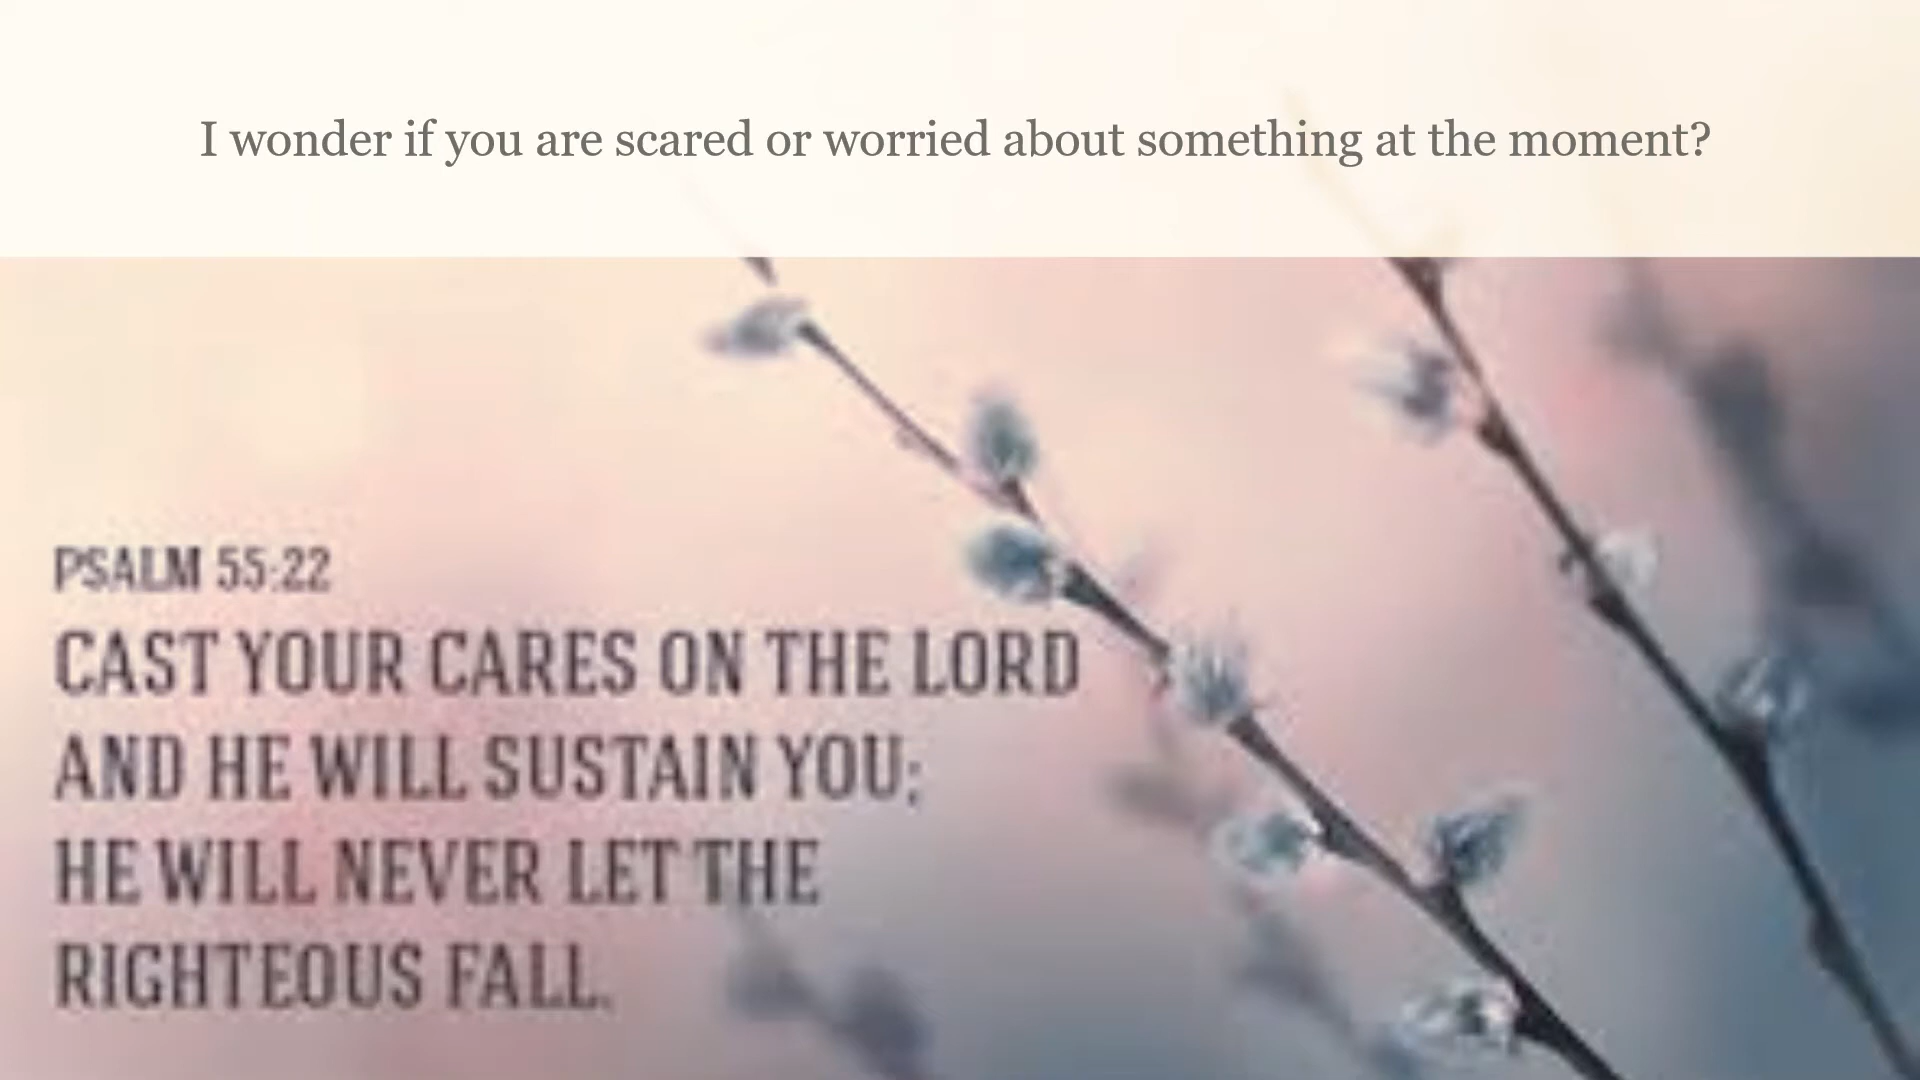 I wonder if you are scared or worried about something at the moment?
PSALM 55:22
CAST YOUR CARES ON THE LORD
AND HE WILL SUSTAIN YOU;
HE WILL NEVER LET THE
RIGHTEOUS FALL.